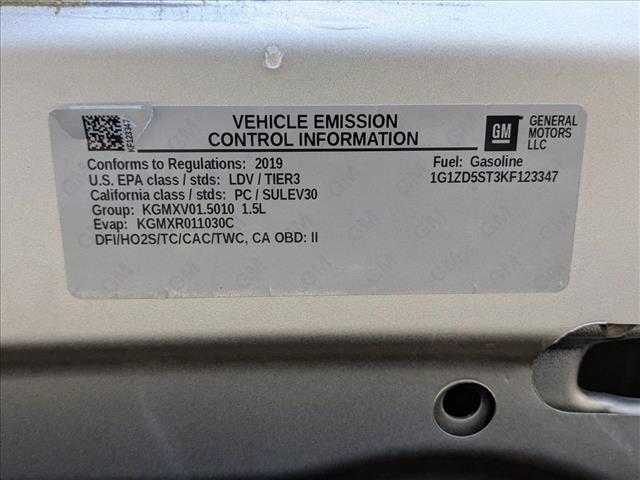 KF123347
VEHICLE EMISSION
CONTROL INFORMATION
GM
GENERAL
MOTORS
LLC
Conforms to Regulations: 2019
Fuel: Gasoline
U.S. EPA class / stds: LDV / TIER3
1G1ZD5ST3KF123347
California class / stds: PC / SULEV30
Group: KGMXV01.5010 1.5L
Evap: KGMXR011030C
DFI/HO2S/TC/CAC/TWC, CA OBD: II